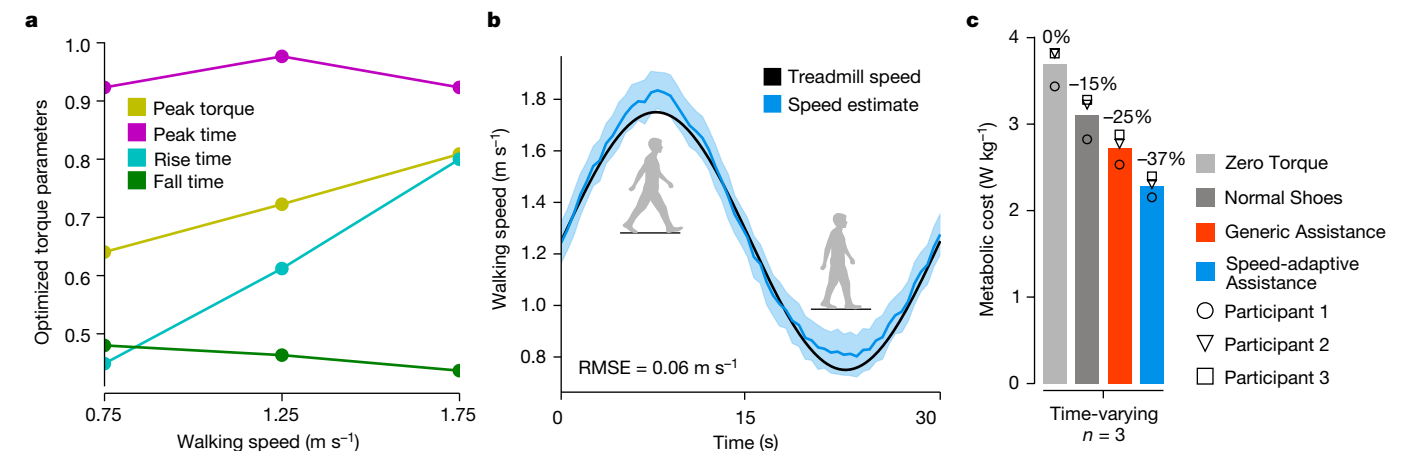 a
1.0
0.9
0.8
0.7
0.6
0.5
Optimized torque parameters
Peak torque
Peak time
Rise time
Fall time
0.75
1.25
1.75
Walking speed (m s⁻¹)
b
1.8
1.6
1.4
1.2
1.0
0.8
Walking speed (m s⁻¹)
Treadmill speed
Speed estimate
RMSE = 0.06 m s⁻¹
0
15
30
Time (s)
c
4
3
2
1
0
Metabolic cost (W kg⁻¹)
0%
−15%
−25%
−37%
Time-varying
n = 3
Zero Torque
Normal Shoes
Generic Assistance
Speed-adaptive
Assistance
Participant 1
Participant 2
Participant 3